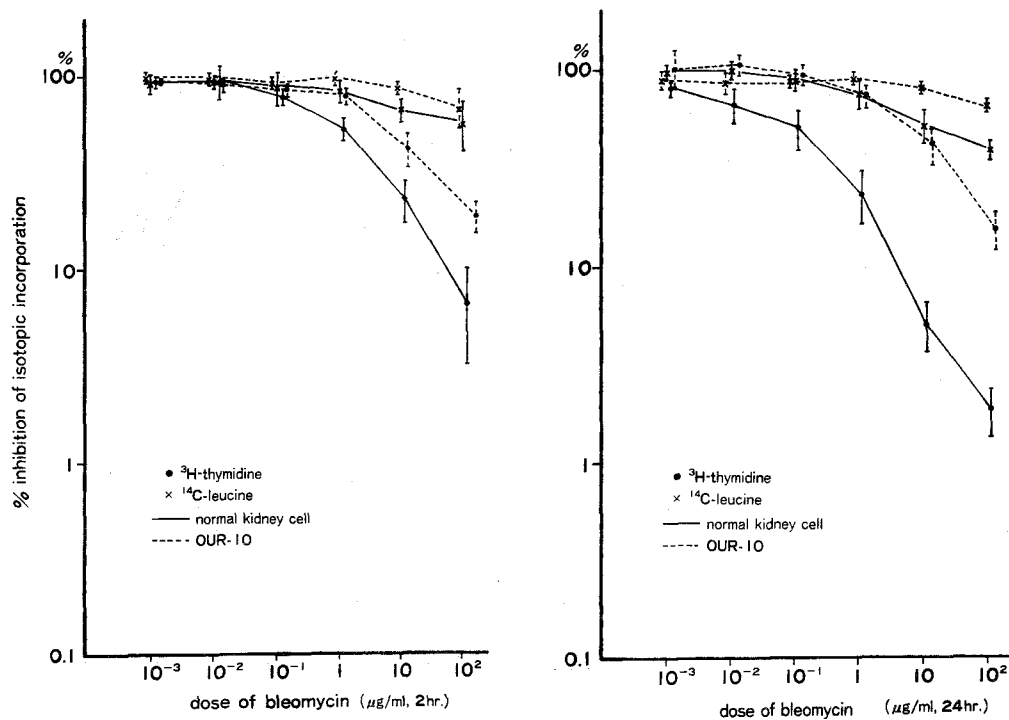 %
100
10
1
0.1
% inhibition of isotopic incorporation
● ³H-thymidine
× ¹⁴C-leucine
normal kidney cell
OUR-10
10⁻³ 10⁻² 10⁻¹ 1 10 10²
dose of bleomycin (μg/ml, 2hr.)
%
100
10
1
0.1
● ³H-thymidine
× ¹⁴C-leucine
normal kidney cell
OUR-10
10⁻³ 10⁻² 10⁻¹ 1 10 10²
dose of bleomycin (μg/ml, 24hr.)